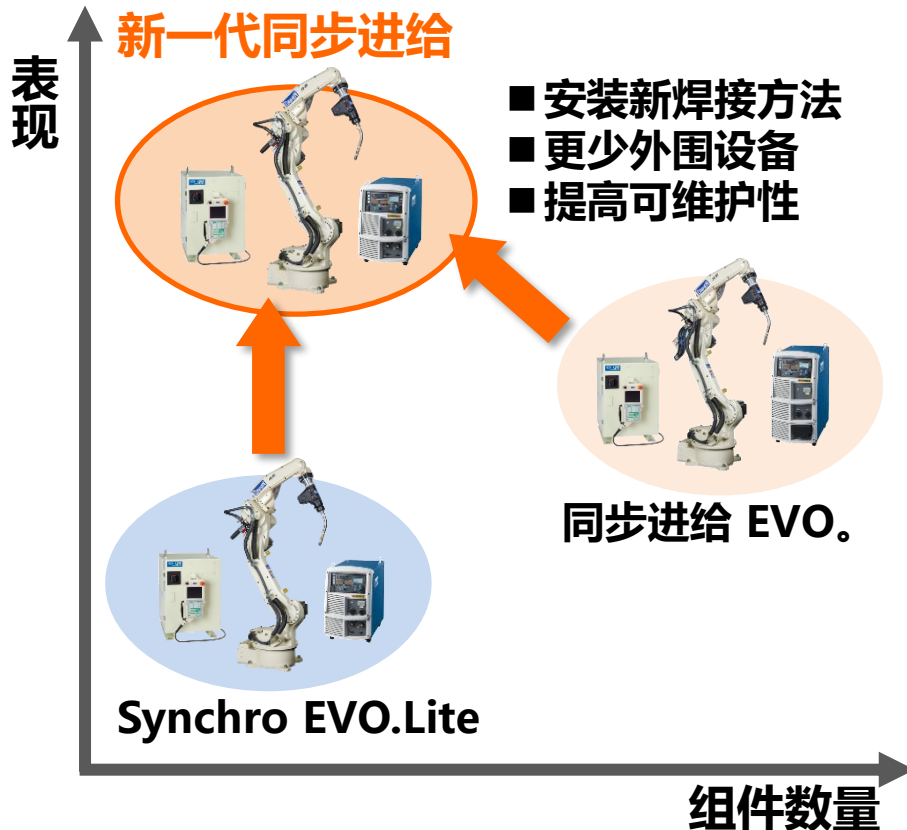 新一代同步进给
表现
■安装新焊接方法
■更少外围设备
■提高可维护性
同步进给 EVO。
Synchro EVO.Lite
组件数量